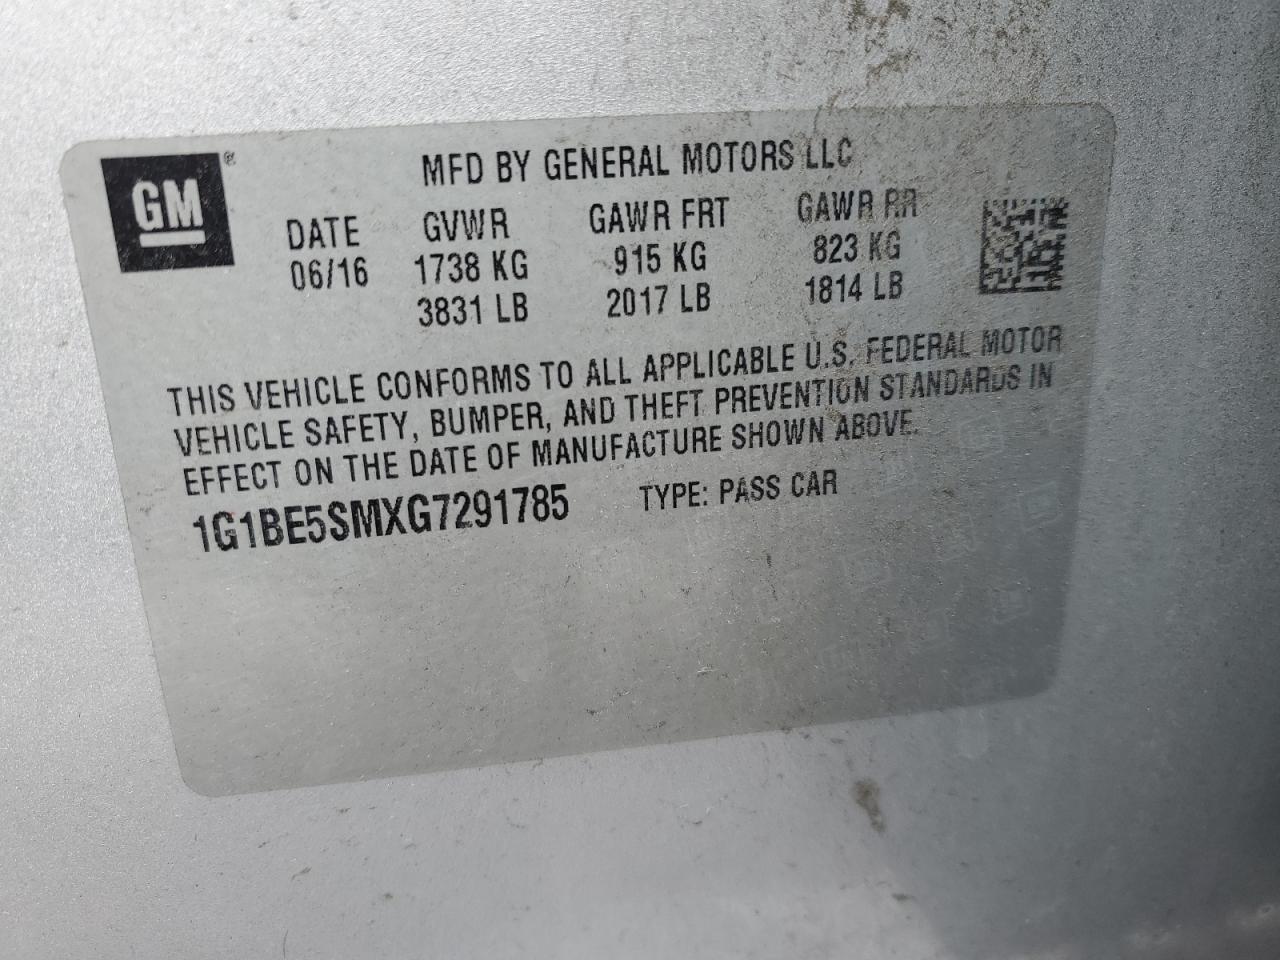 GM®
MFD BY GENERAL MOTORS LLC
DATE GVWR GAWR FRT GAWR RR
06/16 1738 KG 915 KG 823 KG
3831 LB 2017 LB 1814 LB
THIS VEHICLE CONFORMS TO ALL APPLICABLE U.S. FEDERAL MOTOR
VEHICLE SAFETY, BUMPER, AND THEFT PREVENTION STANDARDS IN
EFFECT ON THE DATE OF MANUFACTURE SHOWN ABOVE.
1G1BE5SMXG7291785 TYPE: PASS CAR